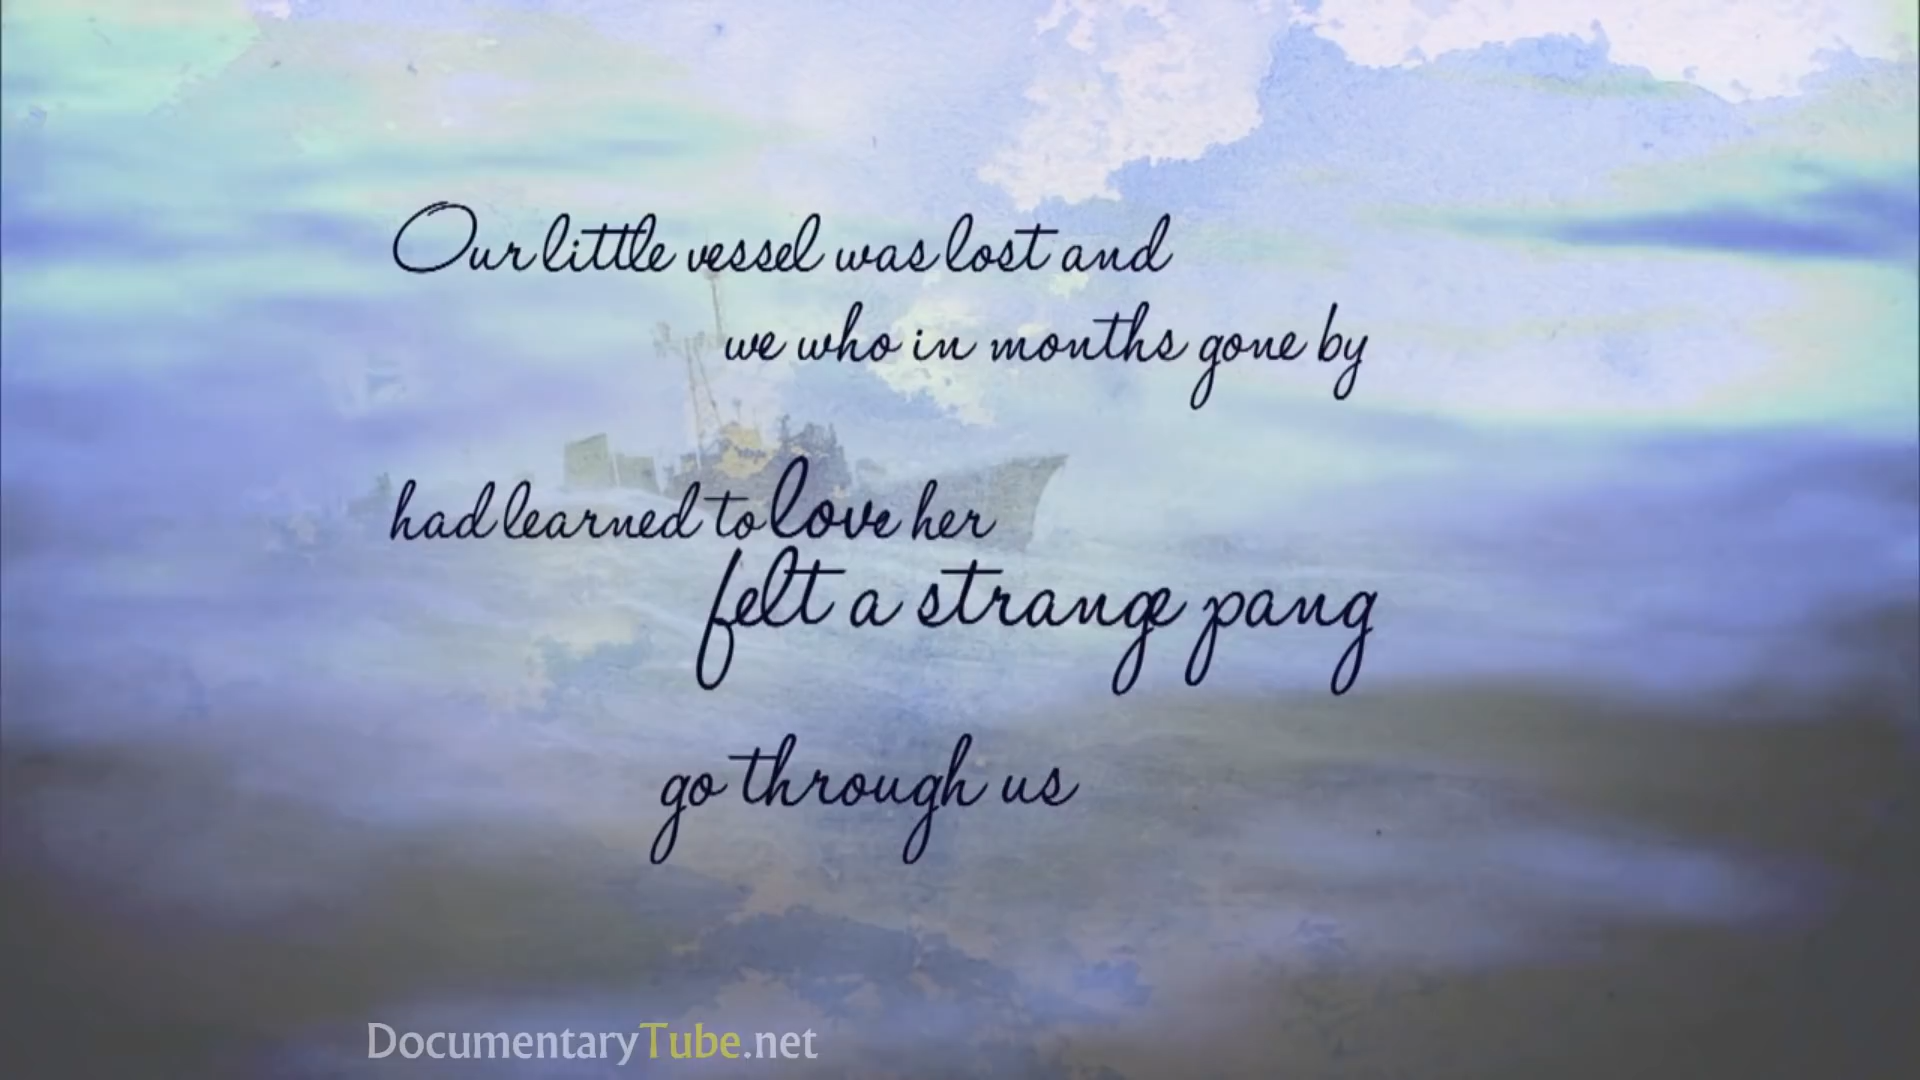 Our little vessel was lost and
we who in months gone by
had learned to love her
felt a strange pang
go through us
DocumentaryTube.net